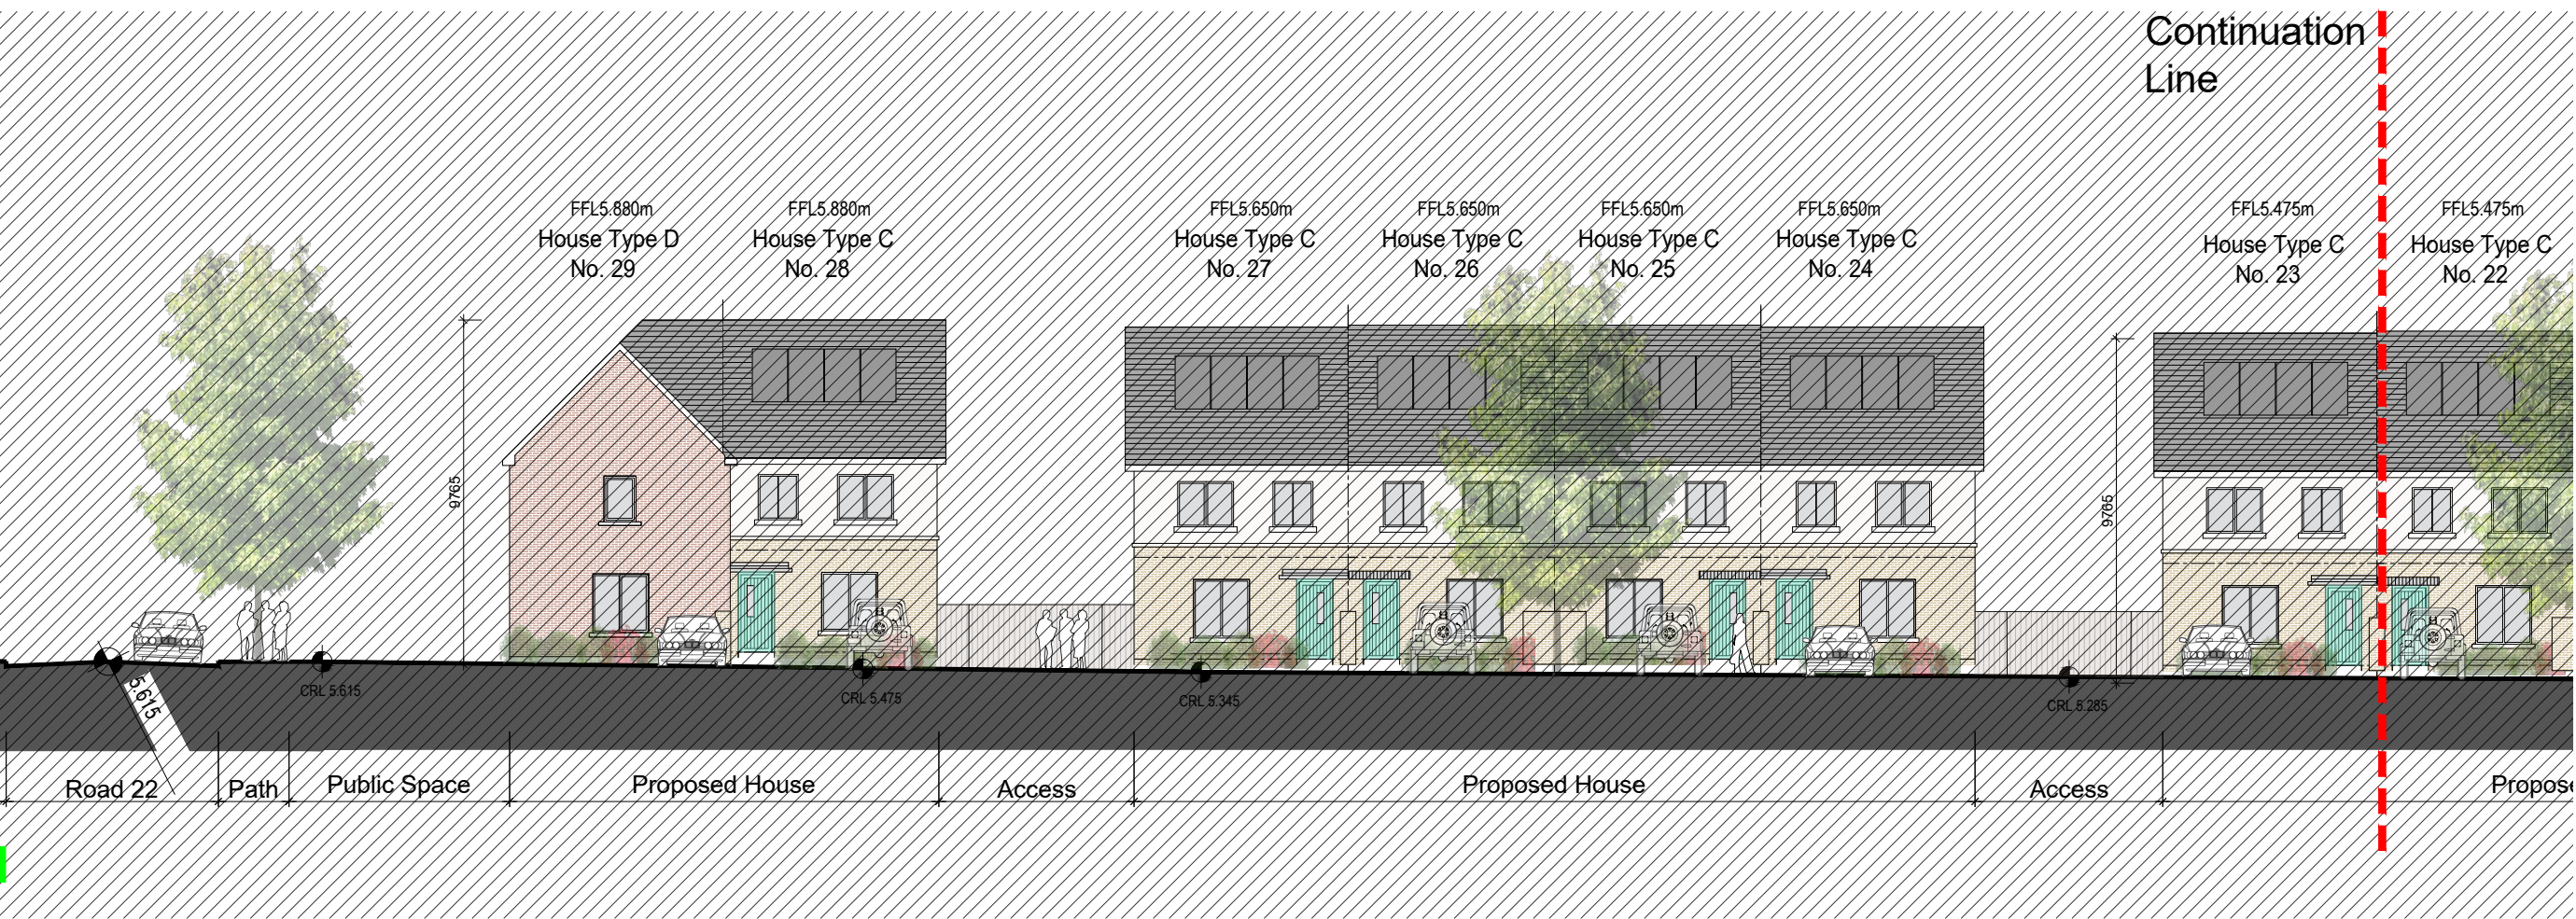 Continuation
Line
FFL5.880m
House Type D
No. 29
FFL5.880m
House Type C
No. 28
FFL5.650m
House Type C
No. 27
FFL5.650m
House Type C
No. 26
FFL5.650m
House Type C
No. 25
FFL5.650m
House Type C
No. 24
FFL5.475m
House Type C
No. 23
FFL5.475m
House Type C
No. 22
9765
9765
5.615
CRL 5.615
CRL 5.475
CRL 5.345
CRL 5.285
Road 22
Path
Public Space
Proposed House
Access
Proposed House
Access
Propose